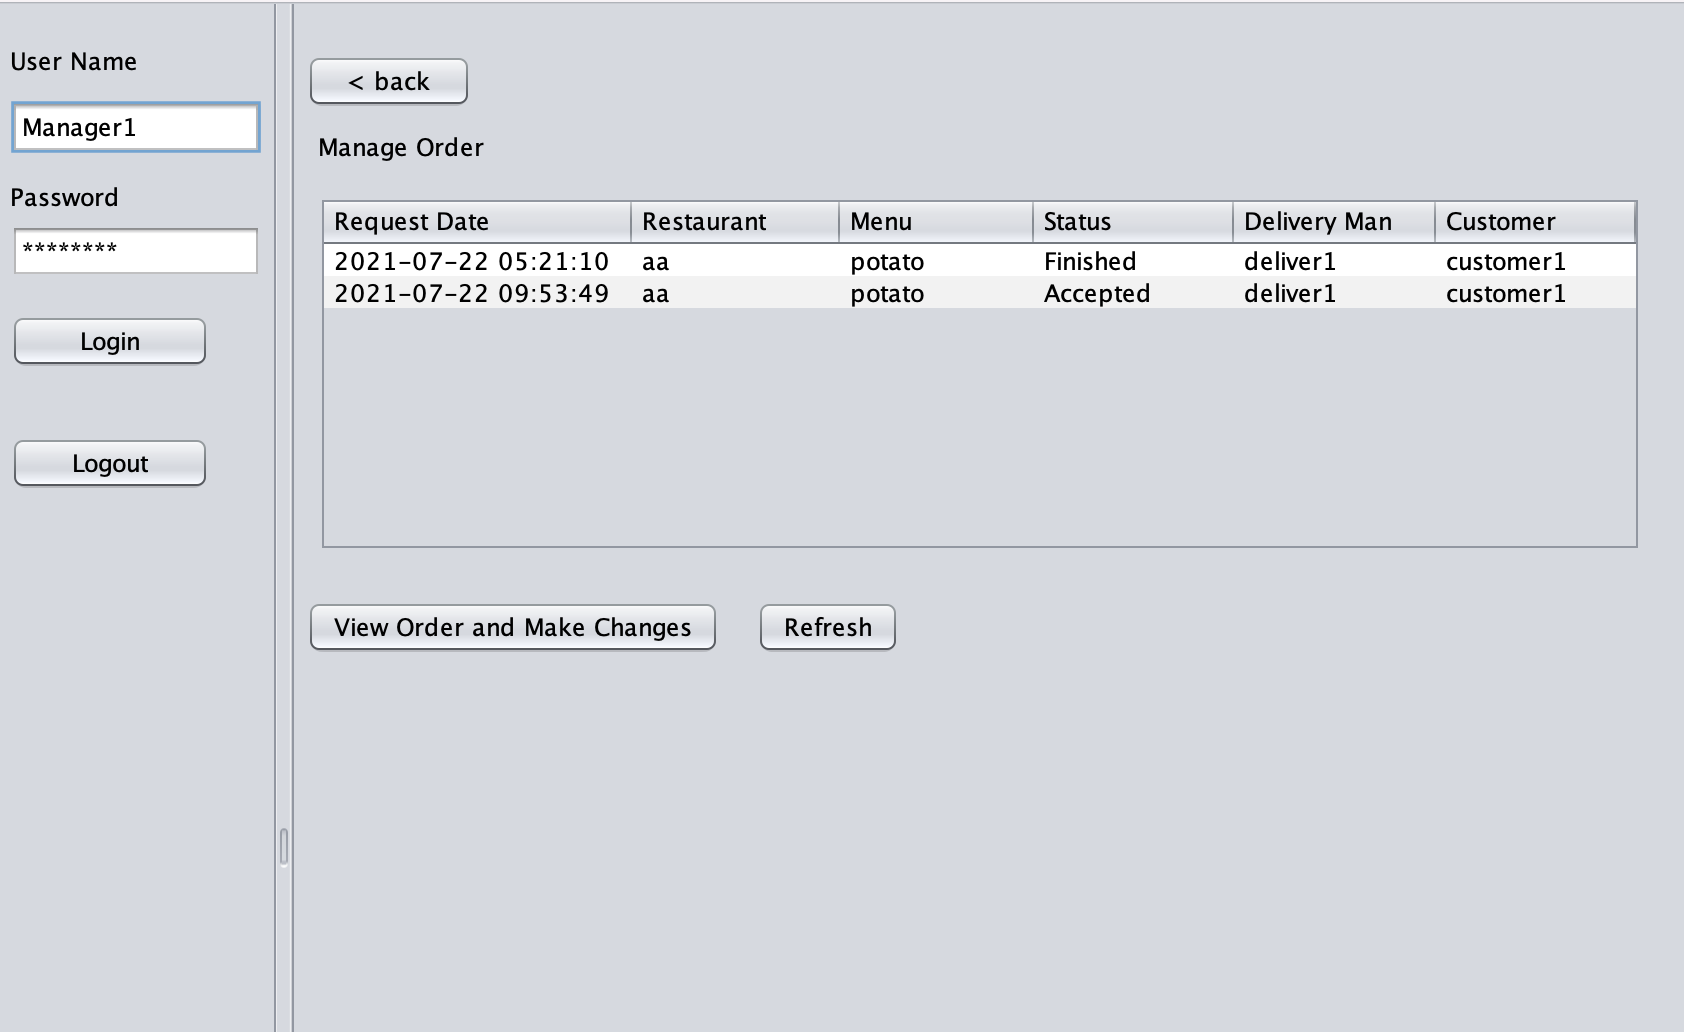 User Name
Manager1
Password
********
Login
Logout
< back
Manage Order
Request Date Restaurant Menu Status Delivery Man Customer
2021-07-22 05:21:10 aa potato Finished deliver1 customer1
2021-07-22 09:53:49 aa potato Accepted deliver1 customer1
View Order and Make Changes Refresh